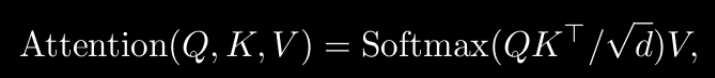 Attention(Q, K, V) = Softmax(QK⊤/√d)V,